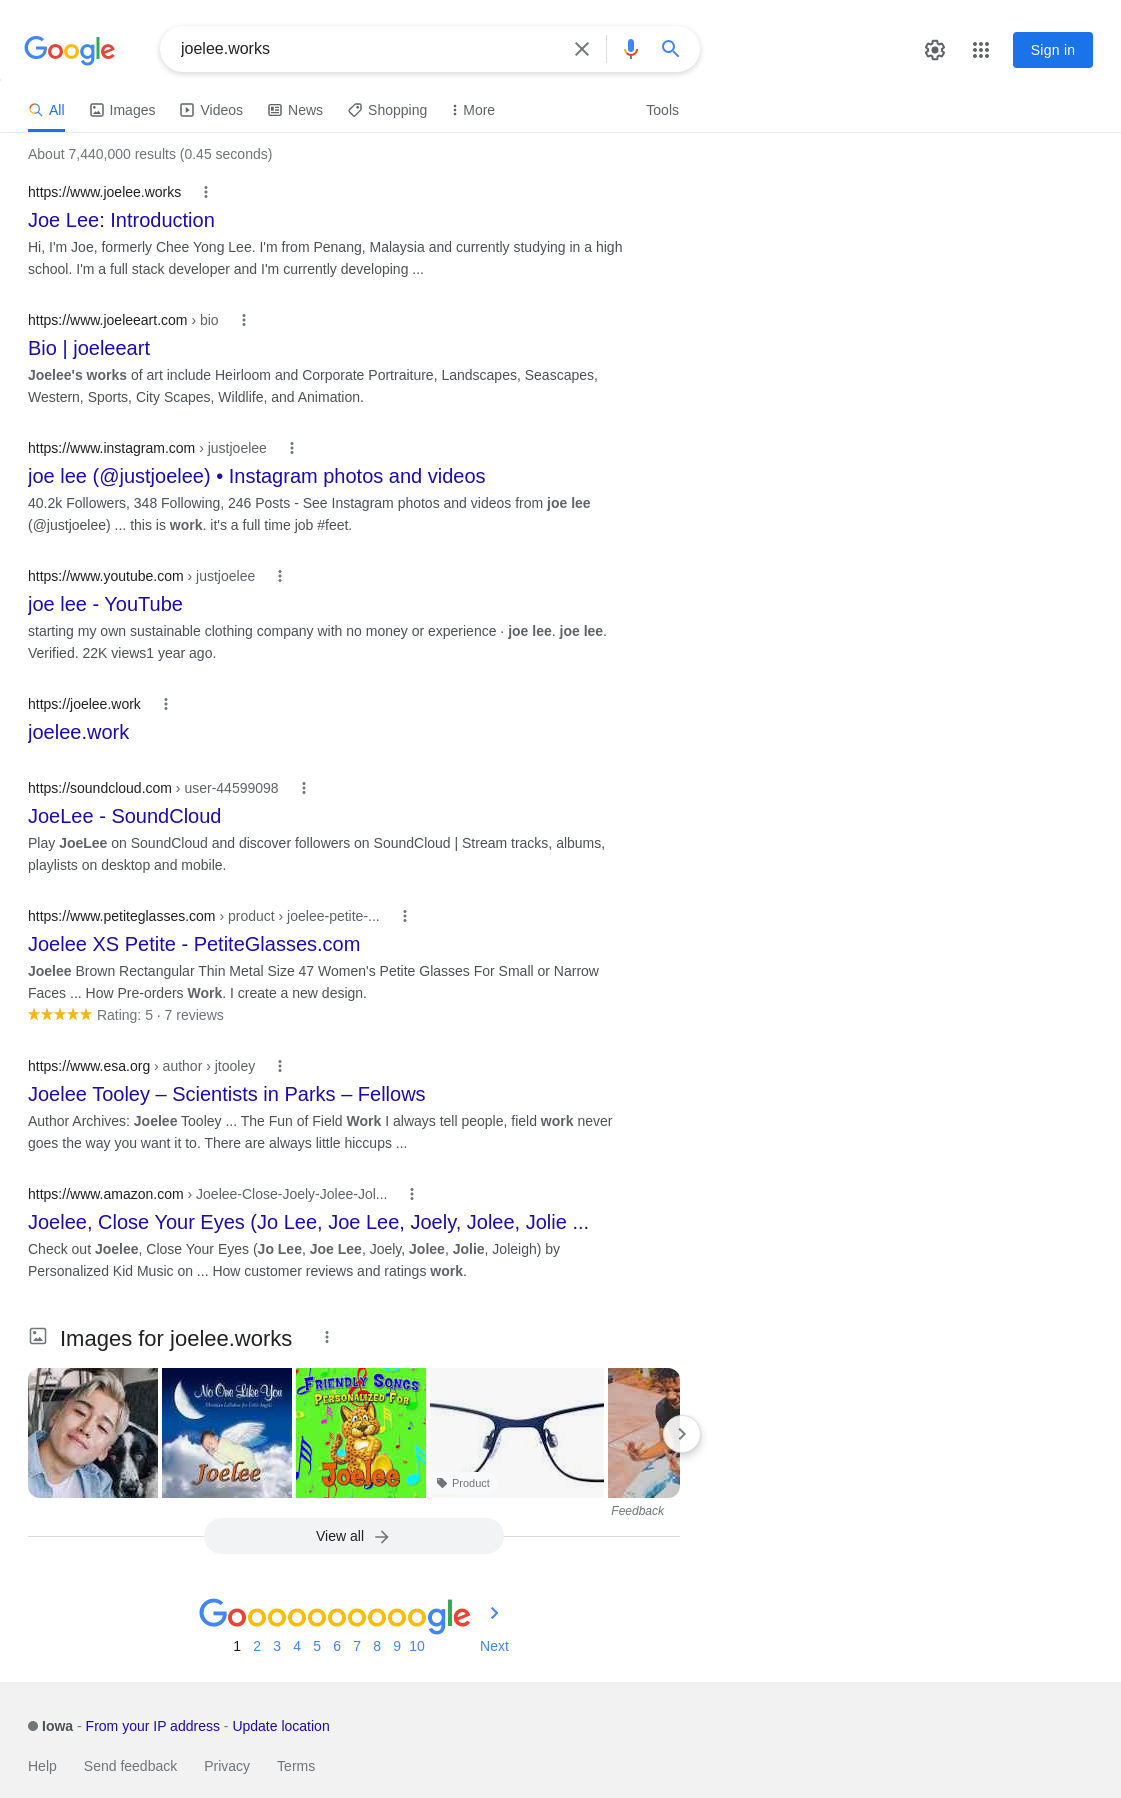 Google
joelee.works
Sign in
All
Images
Videos
News
Shopping
More
Tools
About 7,440,000 results (0.45 seconds)
https://www.joelee.works
Joe Lee: Introduction
Hi, I'm Joe, formerly Chee Yong Lee. I'm from Penang, Malaysia and currently studying in a high
school. I'm a full stack developer and I'm currently developing ...
https://www.joeleeart.com › bio
Bio | joeleeart
Joelee's works of art include Heirloom and Corporate Portraiture, Landscapes, Seascapes,
Western, Sports, City Scapes, Wildlife, and Animation.
https://www.instagram.com › justjoelee
joe lee (@justjoelee) • Instagram photos and videos
40.2k Followers, 348 Following, 246 Posts - See Instagram photos and videos from joe lee
(@justjoelee) ... this is work. it's a full time job #feet.
https://www.youtube.com › justjoelee
joe lee - YouTube
starting my own sustainable clothing company with no money or experience · joe lee. joe lee.
Verified. 22K views1 year ago.
https://joelee.work
joelee.work
https://soundcloud.com › user-44599098
JoeLee - SoundCloud
Play JoeLee on SoundCloud and discover followers on SoundCloud | Stream tracks, albums,
playlists on desktop and mobile.
https://www.petiteglasses.com › product › joelee-petite-...
Joelee XS Petite - PetiteGlasses.com
Joelee Brown Rectangular Thin Metal Size 47 Women's Petite Glasses For Small or Narrow
Faces ... How Pre-orders Work. I create a new design.
Rating: 5 · 7 reviews
https://www.esa.org › author › jtooley
Joelee Tooley – Scientists in Parks – Fellows
Author Archives: Joelee Tooley ... The Fun of Field Work I always tell people, field work never
goes the way you want it to. There are always little hiccups ...
https://www.amazon.com › Joelee-Close-Joely-Jolee-Jol...
Joelee, Close Your Eyes (Jo Lee, Joe Lee, Joely, Jolee, Jolie ...
Check out Joelee, Close Your Eyes (Jo Lee, Joe Lee, Joely, Jolee, Jolie, Joleigh) by
Personalized Kid Music on ... How customer reviews and ratings work.
Images for joelee.works
No One Like You
Christian Lullabies for Little Angels
Joelee
FRIENDLY SONGS
PERSONALIZED FOR
Joelee
Product
Feedback
View all
Goooooooooogle
1 2 3 4 5 6 7 8 9 10 Next
Iowa - From your IP address - Update location
Help Send feedback Privacy Terms